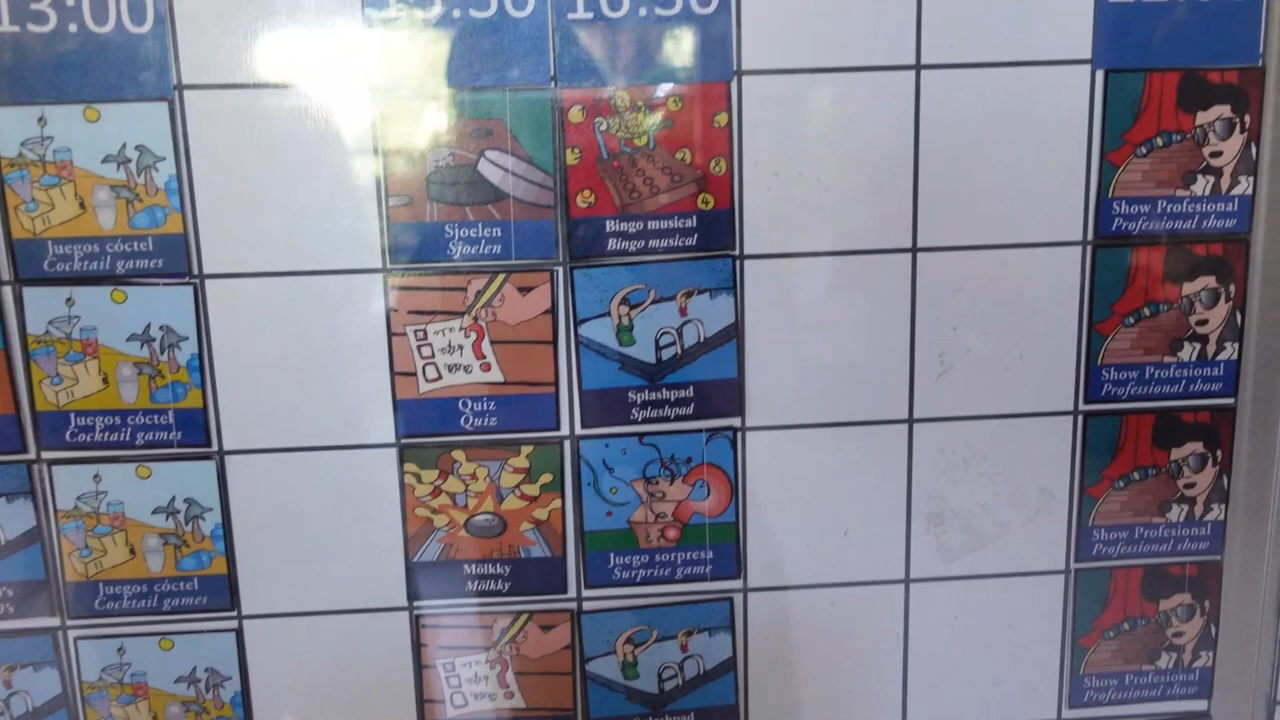 13:00
16:30
Juegos cóctel
Cocktail games
Sjoelen
Sjoelen
Bingo musical
Bingo musical
Show Profesional
Professional show
Juegos cóctel
Cocktail games
Quiz
Quiz
Splashpad
Splashpad
Show Profesional
Professional show
Juegos cóctel
Cocktail games
Mölkky
Mölkky
Juego sorpresa
Surprise game
Show Profesional
Professional show
Splashpad
Show Profesional
Professional show